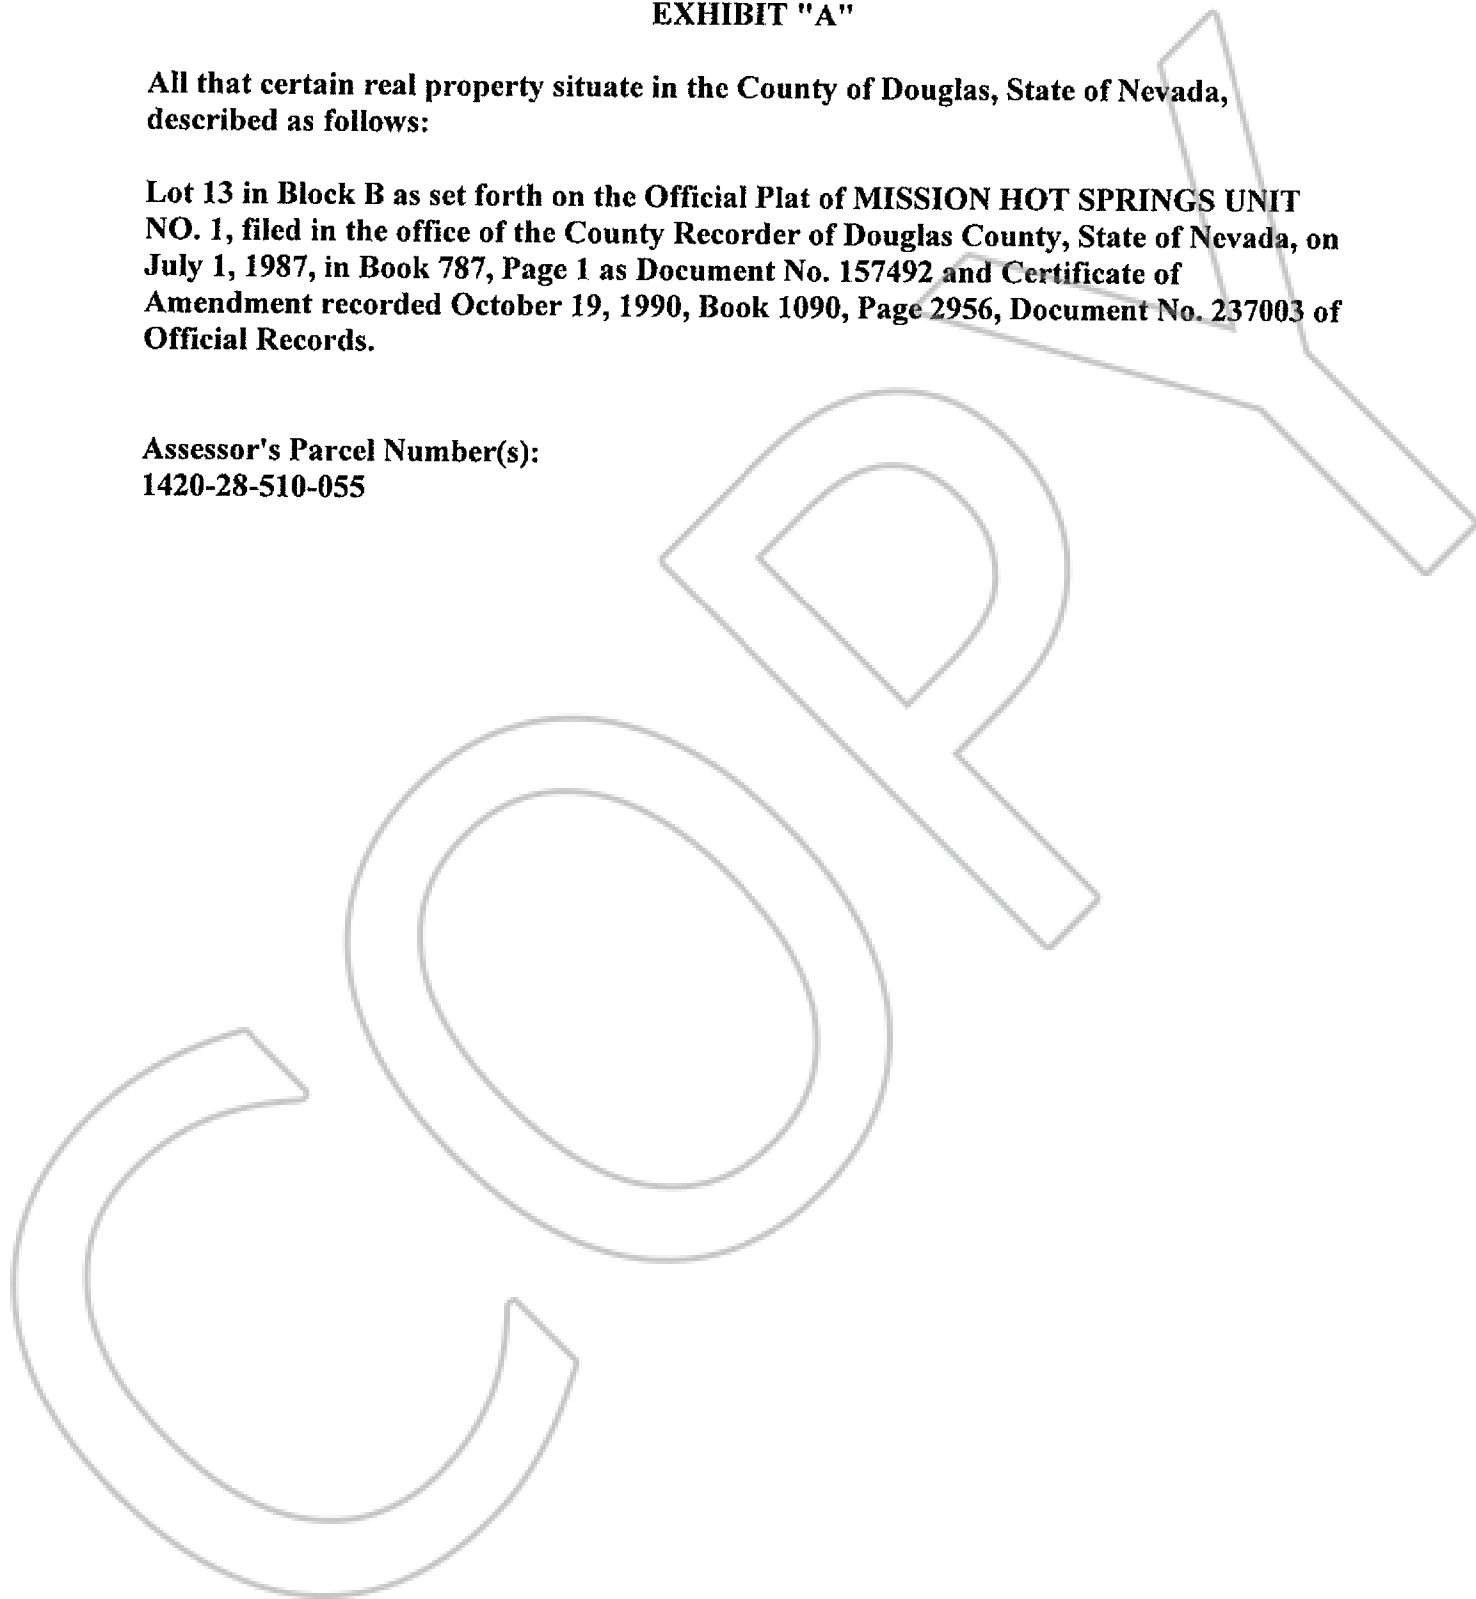 EXHIBIT "A"
All that certain real property situate in the County of Douglas, State of Nevada,
described as follows:
Lot 13 in Block B as set forth on the Official Plat of MISSION HOT SPRINGS UNIT
NO. 1, filed in the office of the County Recorder of Douglas County, State of Nevada, on
July 1, 1987, in Book 787, Page 1 as Document No. 157492 and Certificate of
Amendment recorded October 19, 1990, Book 1090, Page 2956, Document No. 237003 of
Official Records.
Assessor's Parcel Number(s):
1420-28-510-055
COPY